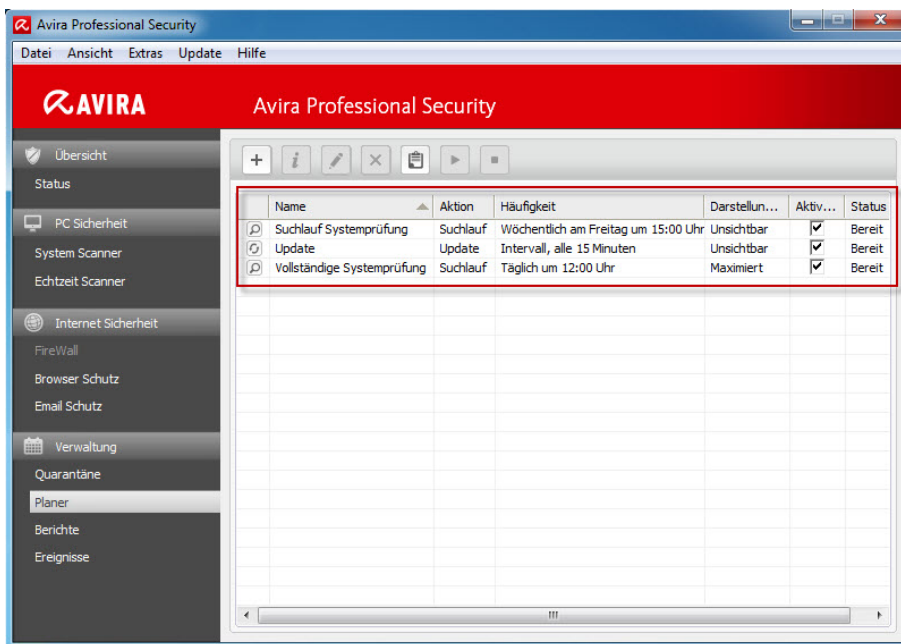 Avira Professional Security
Datei Ansicht Extras Update Hilfe
AVIRA
Avira Professional Security
Übersicht
Status
PC Sicherheit
System Scanner
Echtzeit Scanner
Internet Sicherheit
FireWall
Browser Schutz
Email Schutz
Verwaltung
Quarantäne
Planer
Berichte
Ereignisse
Name Aktion Häufigkeit Darstellun... Aktiv... Status
Suchlauf Systemprüfung Suchlauf Wöchentlich am Freitag um 15:00 Uhr Unsichtbar Bereit
Update Update Intervall, alle 15 Minuten Unsichtbar Bereit
Vollständige Systemprüfung Suchlauf Täglich um 12:00 Uhr Maximiert Bereit